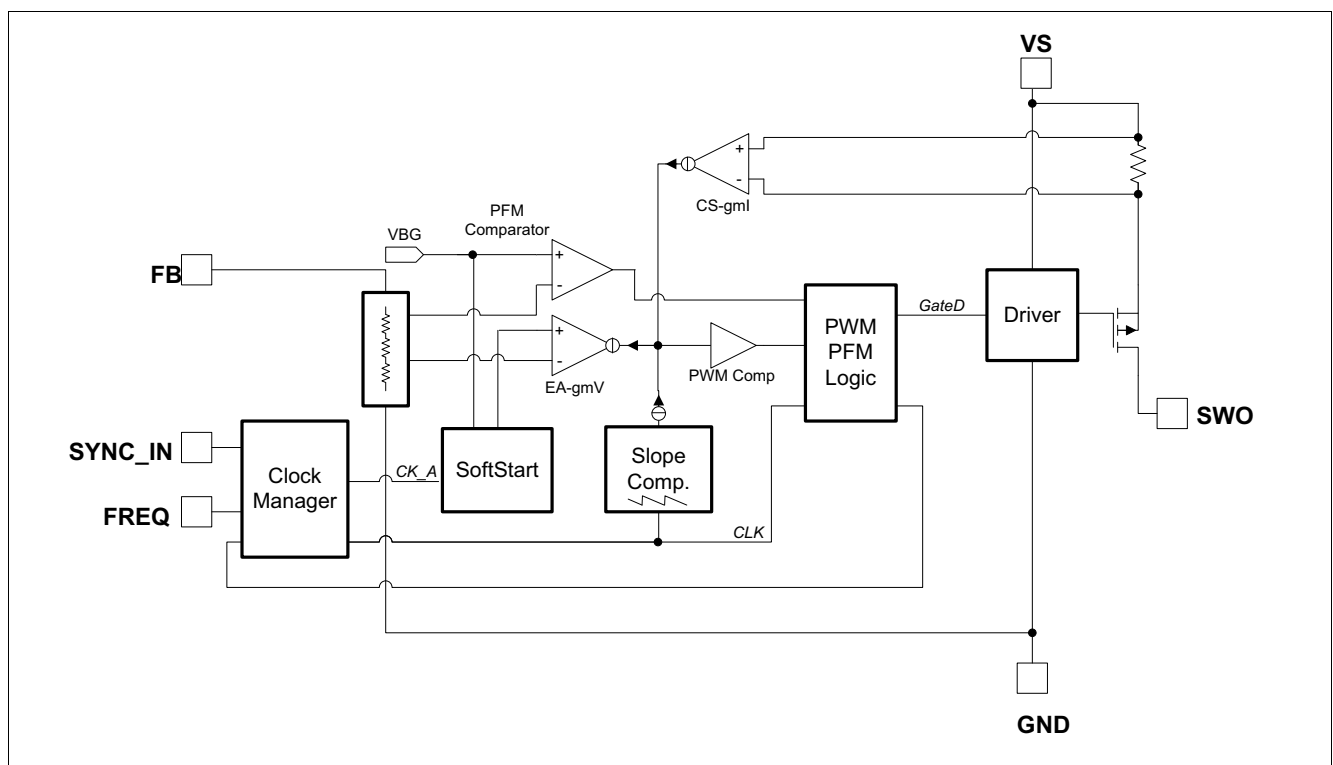 VS
+
-
CS-gmI
PFM
Comparator
VBG
+
-
FB
GateD
Driver
PWM
PFM
Logic
+
-
EA-gmV
PWM Comp
SWO
SYNC_IN
Clock
Manager
CK_A
SoftStart
Slope
Comp.
FREQ
CLK
GND